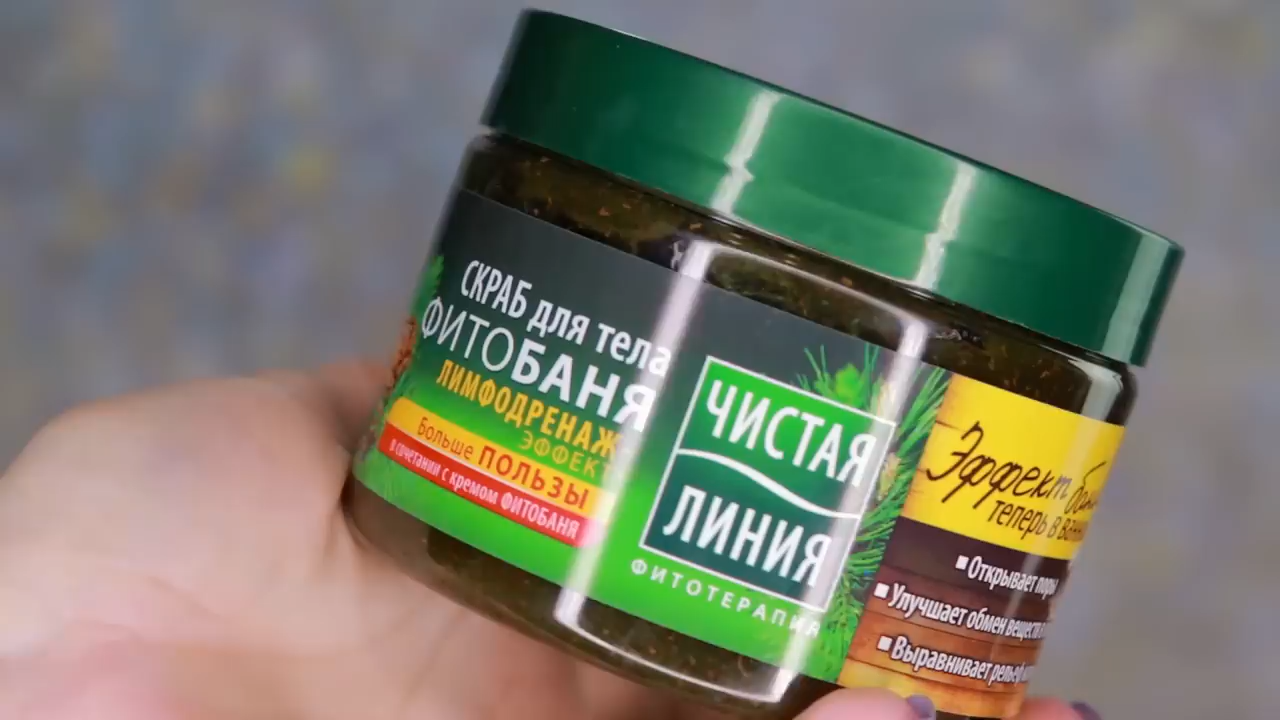 СКРАБ для тела
ФИТОБАНЯ
ЛИМФОДРЕНАЖ
ЭФФЕКТ
Больше ПОЛЬЗЫ
в сочетании с кремом ФИТОБАНЯ
ЧИСТАЯ
ЛИНИЯ
ФИТОТЕРАПИЯ
Эффект
теперь в
Открывает поры
Улучшает обмен веществ
Выравнивает рельеф